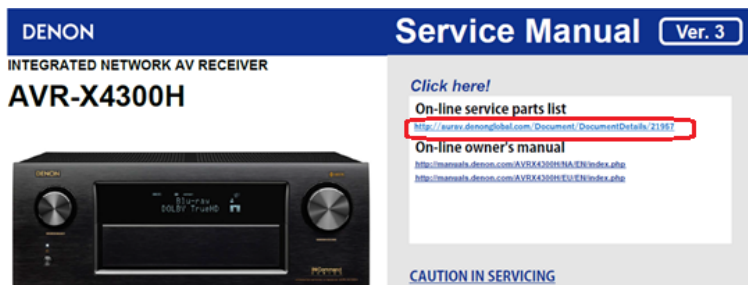 DENON
Service Manual
Ver. 3
INTEGRATED NETWORK AV RECEIVER
AVR-X4300H
Click here!
On-line service parts list
http://eurav.denonglobal.com/Document/DocumentDetails/21957
On-line owner's manual
http://manuals.denon.com/AVRX4300H/NA/EN/index.php
http://manuals.denon.com/AVRX4300H/EU/EN/index.php
DENON
Blu-ray
DOLBY TrueHD
CAUTION IN SERVICING